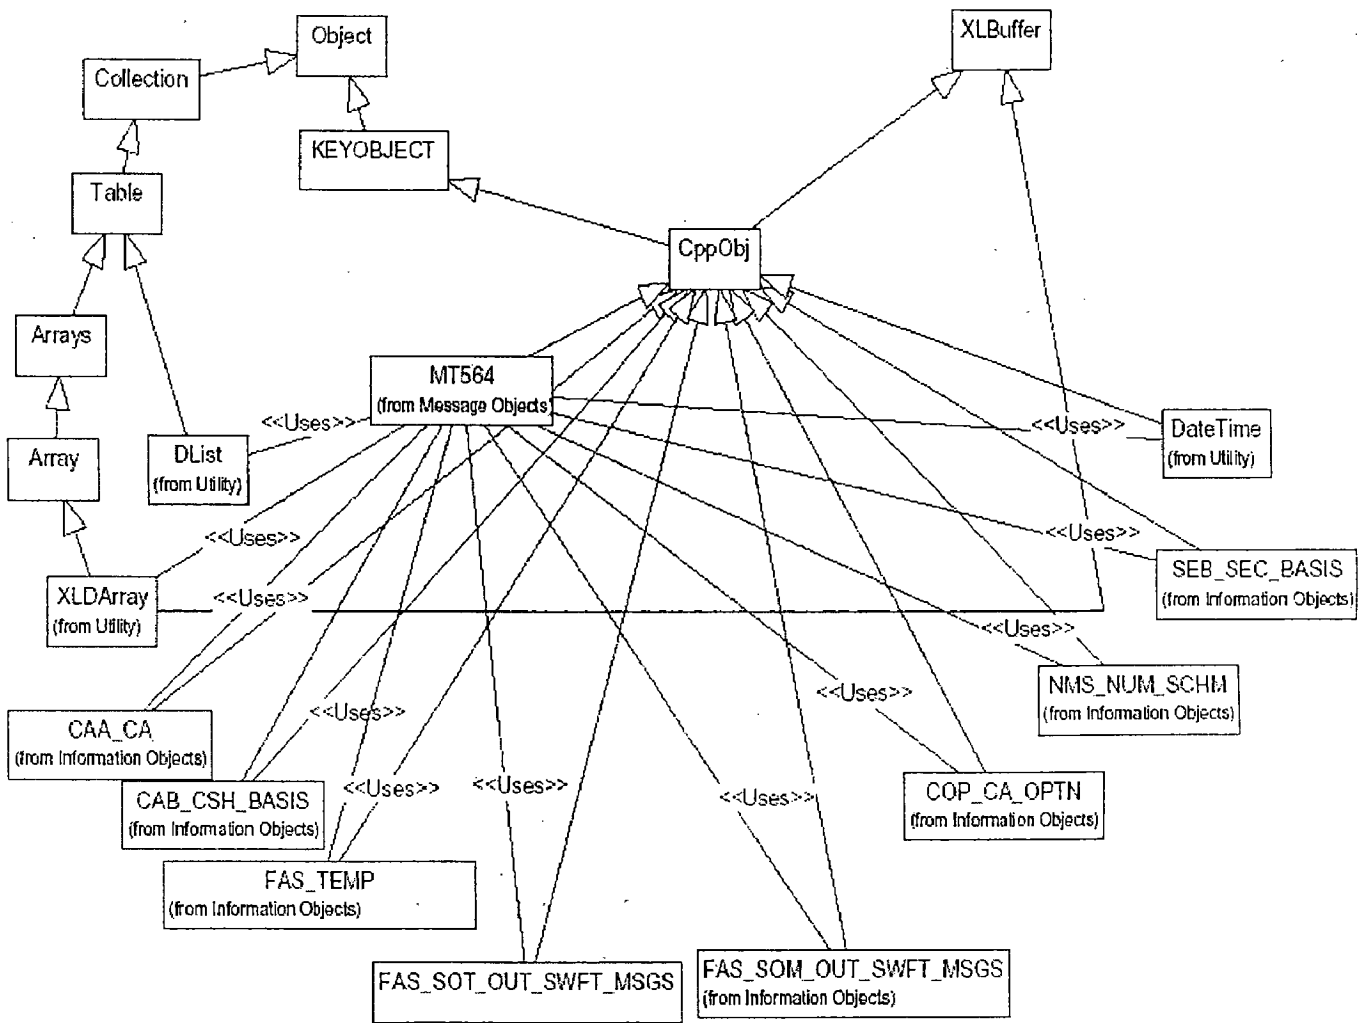 Object
XLBuffer
Collection
KEYOBJECT
Table
CppObj
Arrays
MT564
(from Message Objects)
<<Uses>>
<<Uses>>
DateTime
(from Utility)
Array
DList
(from Utility)
<<Uses>>
<<Uses>>
SEB_SEC_BASIS
(from Information Objects)
XLDArray
(from Utility)
<<Uses>>
<<Uses>>
NMS_NUM_SCHM
(from Information Objects)
<<Uses>>
CAA_CA
(from Information Objects)
<<Uses>>
CAB_CSH_BASIS
(from Information Objects)
<<Uses>>
<<Uses>>
<<Uses>>
COP_CA_OPTN
(from Information Objects)
FAS_TEMP
(from Information Objects)
FAS_SOT_OUT_SWFT_MSGS
FAS_SOM_OUT_SWFT_MSGS
(from Information Objects)